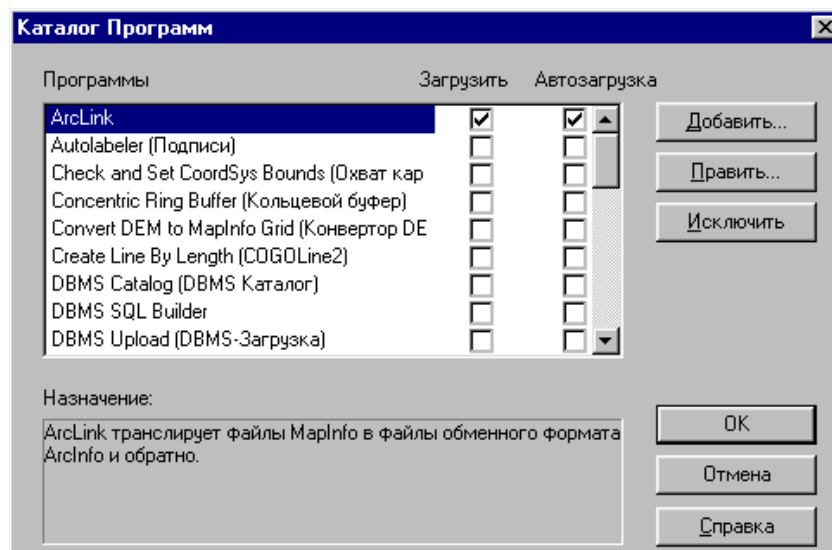 Каталог Программ
Программы Загрузить Автозагрузка
ArcLink
Autolabeler (Подписи)
Check and Set CoordSys Bounds (Охват кар
Concentric Ring Buffer (Кольцевой буфер)
Convert DEM to MapInfo Grid (Конвертор DE
Create Line By Length (COGOLine2)
DBMS Catalog (DBMS Каталог)
DBMS SQL Builder
DBMS Upload (DBMS-Загрузка)
Добавить...
Править...
Исключить
Назначение:
ArcLink транслирует файлы MapInfo в файлы обменного формата
ArcInfo и обратно.
OK
Отмена
Справка